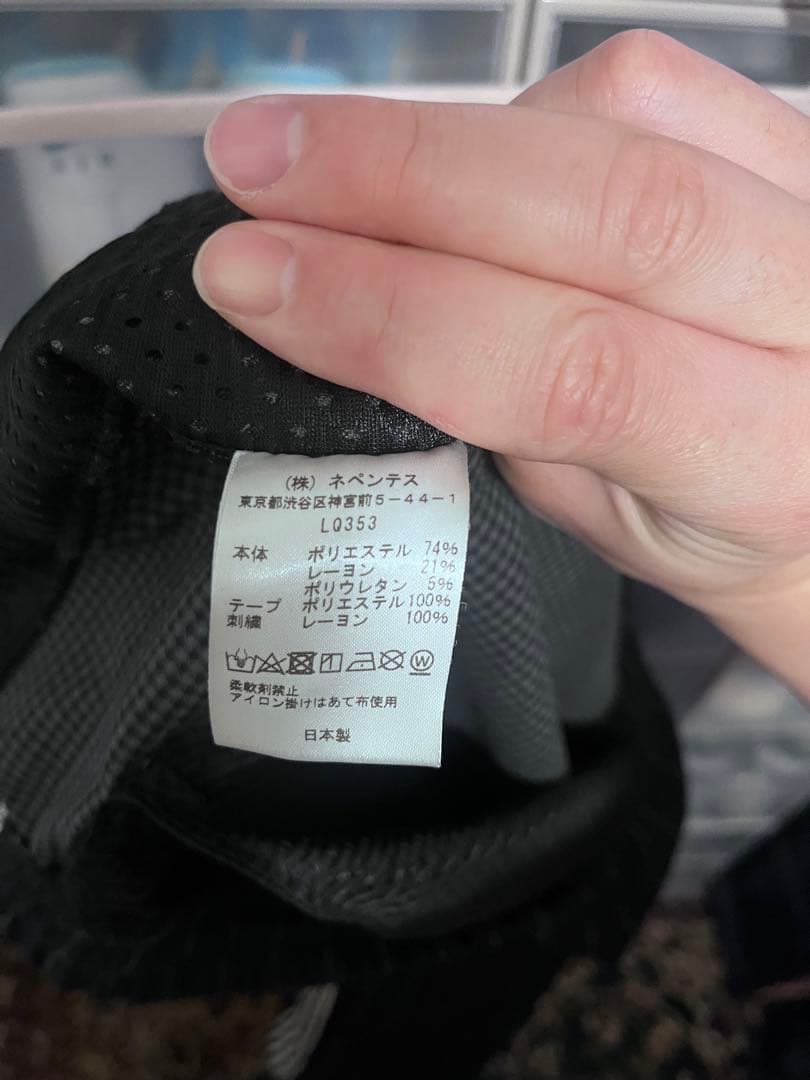 (株) ネペンテス
東京都渋谷区神宮前5-44-1
LQ353
本体 ポリエステル 74%
レーヨン 21%
ポリウレタン 5%
テープ ポリエステル100%
刺繍 レーヨン 100%
W
柔軟剤禁止
アイロン掛けはあて布使用
日本製